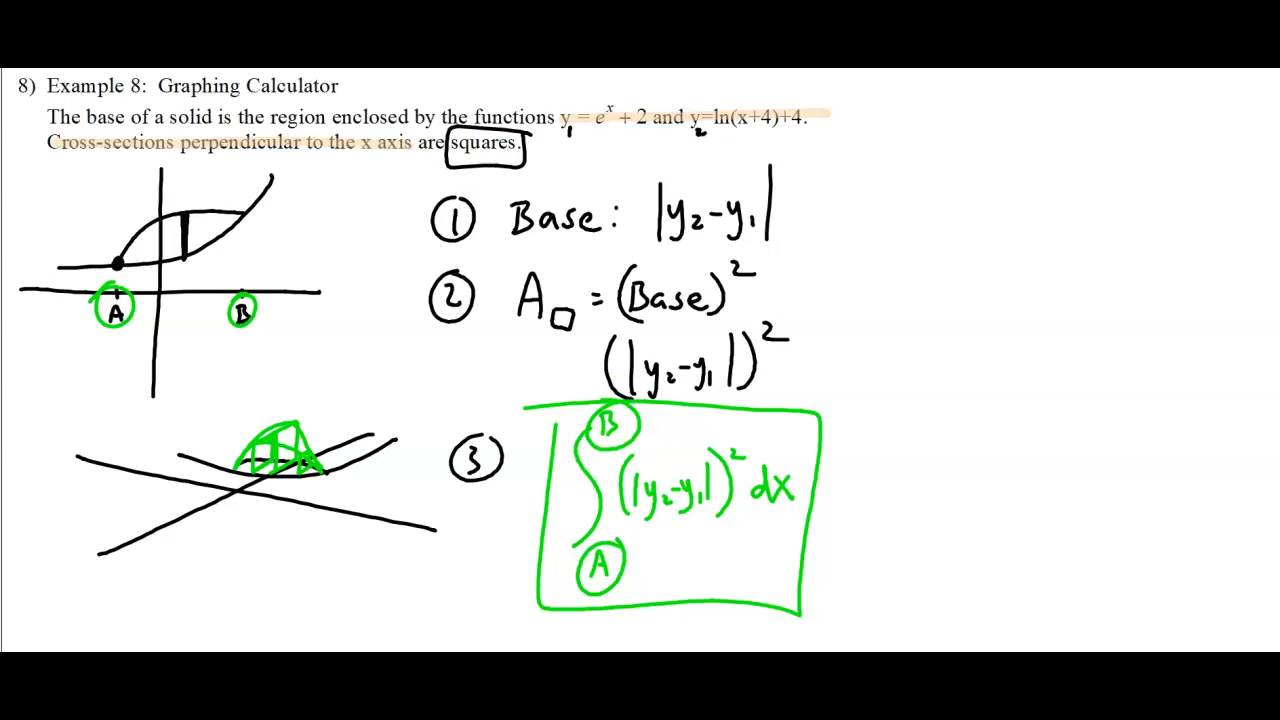 8) Example 8: Graphing Calculator
The base of a solid is the region enclosed by the functions y₁ = eˣ + 2 and y₂=ln(x+4)+4.
Cross-sections perpendicular to the x axis are squares.
① Base: |y₂-y₁|
② A□ = (Base)²
(|y₂-y₁|)²
A B
③ ∫ B A (|y₂-y₁|)² dx